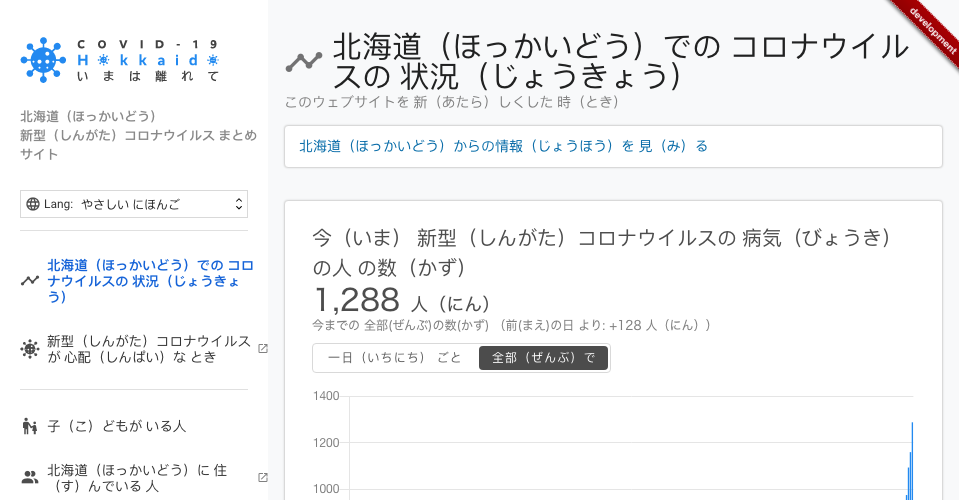 COVID-19
Hokkaido
いまは離れて
北海道（ほっかいどう）
新型（しんがた）コロナウイルス まとめ
サイト
Lang: やさしい にほんご
北海道（ほっかいどう）での コロ
ナウイルスの 状況（じょうきょ
う）
新型（しんがた）コロナウイルス
が 心配（しんぱい）な とき
子（こ）どもが いる人
北海道（ほっかいどう）に 住
（す）んでいる 人
development
北海道（ほっかいどう）での コロナウイル
スの 状況（じょうきょう）
このウェブサイトを 新（あたら）しくした 時（とき）
北海道（ほっかいどう）からの情報（じょうほう）を 見（み）る
今（いま） 新型（しんがた）コロナウイルスの 病気（びょうき）
の人 の数（かず）
1,288 人（にん）
今までの 全部(ぜんぶ)の数(かず) （前(まえ)の日 より: +128 人（にん））
一日（いちにち） ごと 全部（ぜんぶ）で
1400
1200
1000